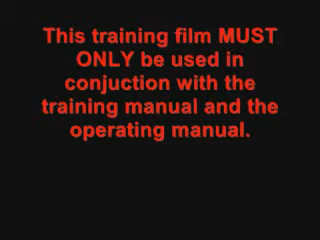 This training film MUST
ONLY be used in
conjuction with the
training manual and the
operating manual.